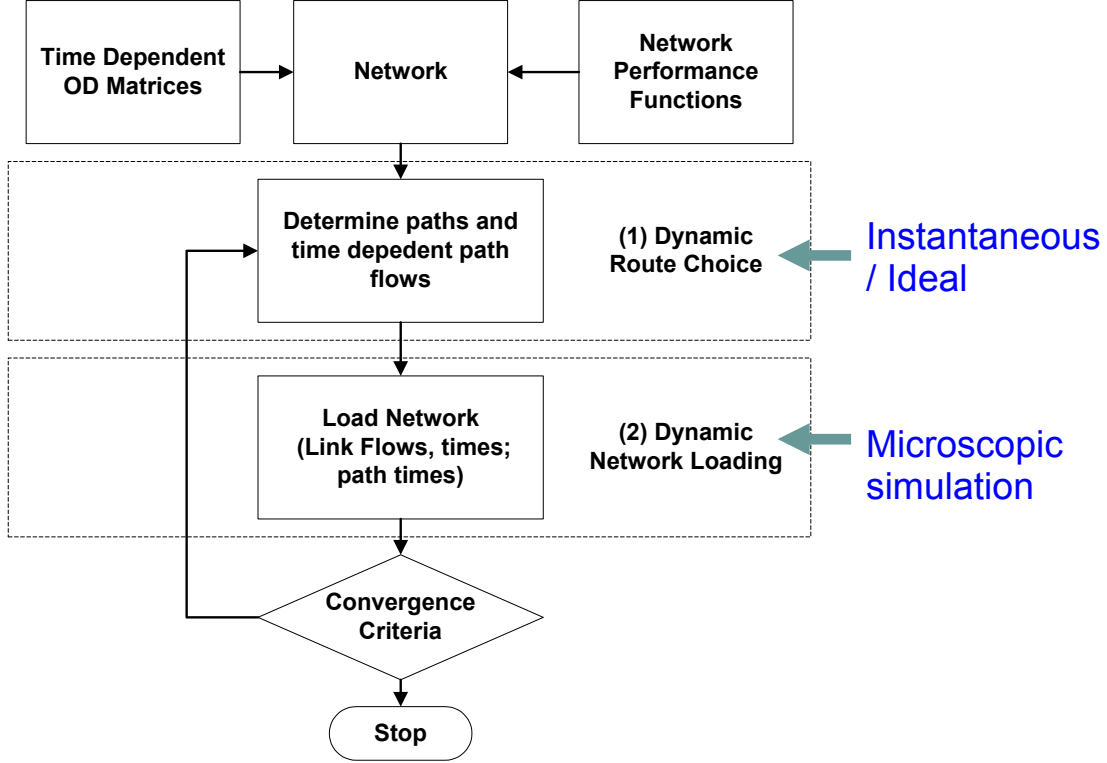 Time Dependent
OD Matrices
Network
Network
Performance
Functions
Determine paths and
time depedent path
flows
(1) Dynamic
Route Choice
Instantaneous
/ Ideal
Load Network
(Link Flows, times;
path times)
(2) Dynamic
Network Loading
Microscopic
simulation
Convergence
Criteria
Stop